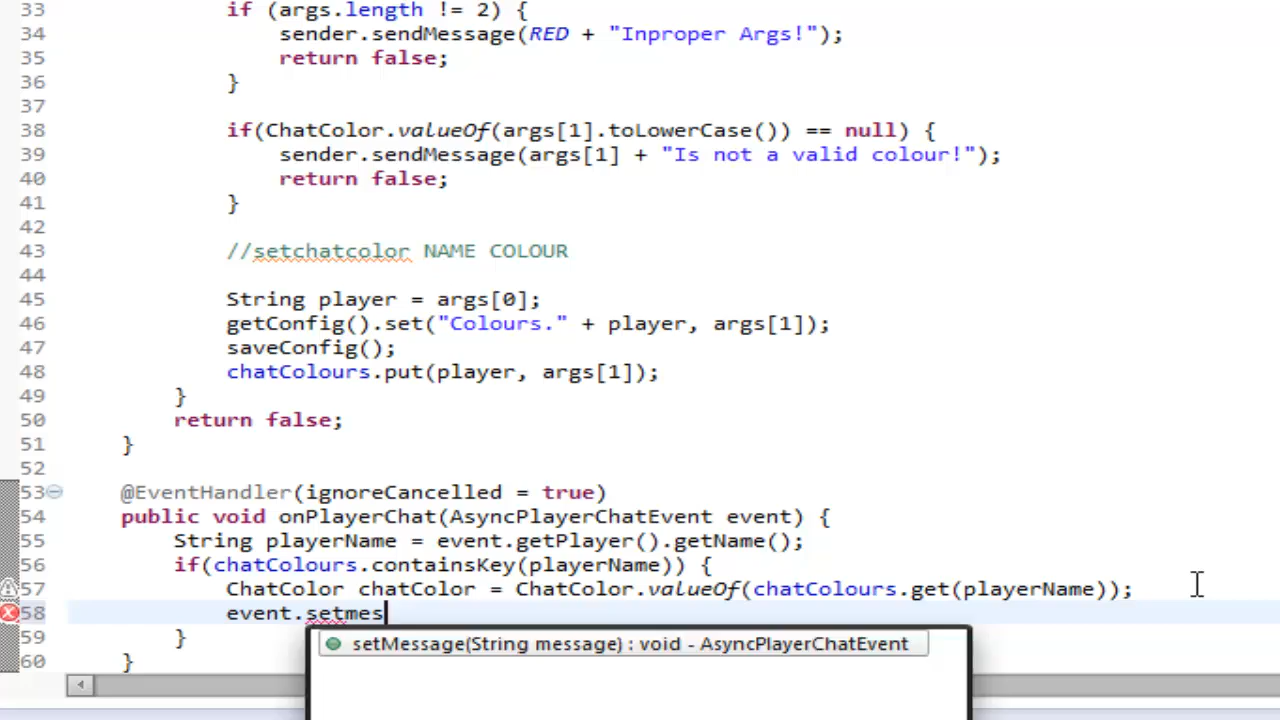 33 if (args.length != 2) {
34 sender.sendMessage(RED + "Inproper Args!");
35 return false;
36 }
37
38 if(ChatColor.valueOf(args[1].toLowerCase()) == null) {
39 sender.sendMessage(args[1] + "Is not a valid colour!");
40 return false;
41 }
42
43 //setchatcolor NAME COLOUR
44
45 String player = args[0];
46 getConfig().set("Colours." + player, args[1]);
47 saveConfig();
48 chatColours.put(player, args[1]);
49 }
50 return false;
51 }
52
53 @EventHandler(ignoreCancelled = true)
54 public void onPlayerChat(AsyncPlayerChatEvent event) {
55 String playerName = event.getPlayer().getName();
56 if(chatColours.containsKey(playerName)) {
57 ChatColor chatColor = ChatColor.valueOf(chatColours.get(playerName));
58 event.setmes
59 }
setMessage(String message) : void - AsyncPlayerChatEvent
60 }